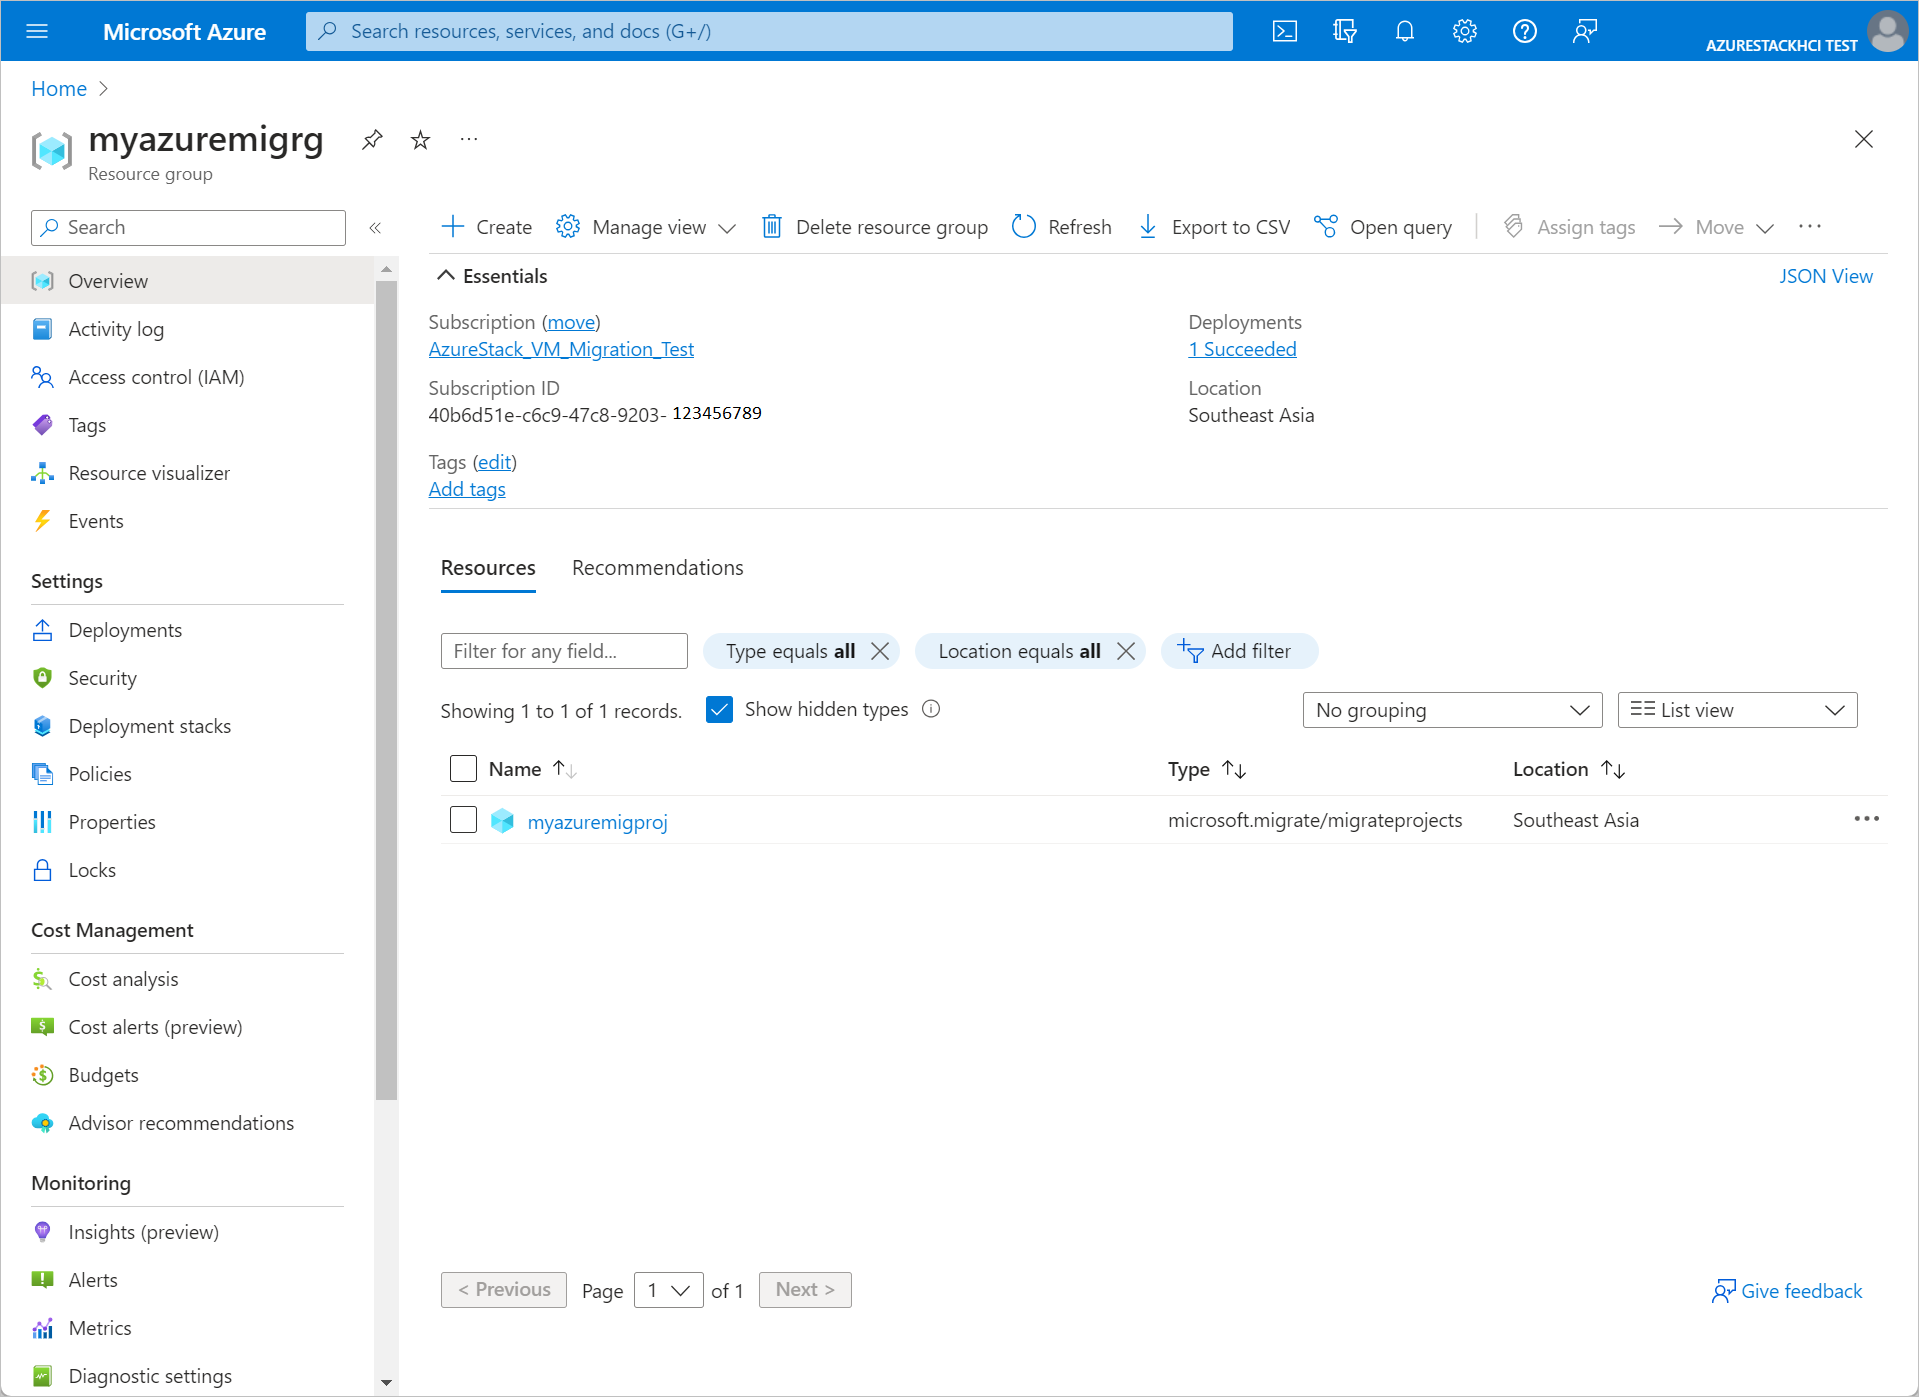 Microsoft Azure
Search resources, services, and docs (G+/)
AZURESTACKHCI TEST
Home
myazuremigrg
Resource group
Search
Create
Manage view
Delete resource group
Refresh
Export to CSV
Open query
Assign tags
Move
Overview
Activity log
Access control (IAM)
Tags
Resource visualizer
Events
Settings
Deployments
Security
Deployment stacks
Policies
Properties
Locks
Cost Management
Cost analysis
Cost alerts (preview)
Budgets
Advisor recommendations
Monitoring
Insights (preview)
Alerts
Metrics
Diagnostic settings
Essentials
JSON View
Subscription (move)
AzureStack_VM_Migration_Test
Subscription ID
40b6d51e-c6c9-47c8-9203- 123456789
Tags (edit)
Add tags
Deployments
1 Succeeded
Location
Southeast Asia
Resources
Recommendations
Filter for any field...
Type equals all
Location equals all
Add filter
Showing 1 to 1 of 1 records.
Show hidden types
No grouping
List view
Name
Type
Location
myazuremigproj
microsoft.migrate/migrateprojects
Southeast Asia
< Previous
Page 1 of 1
Next >
Give feedback